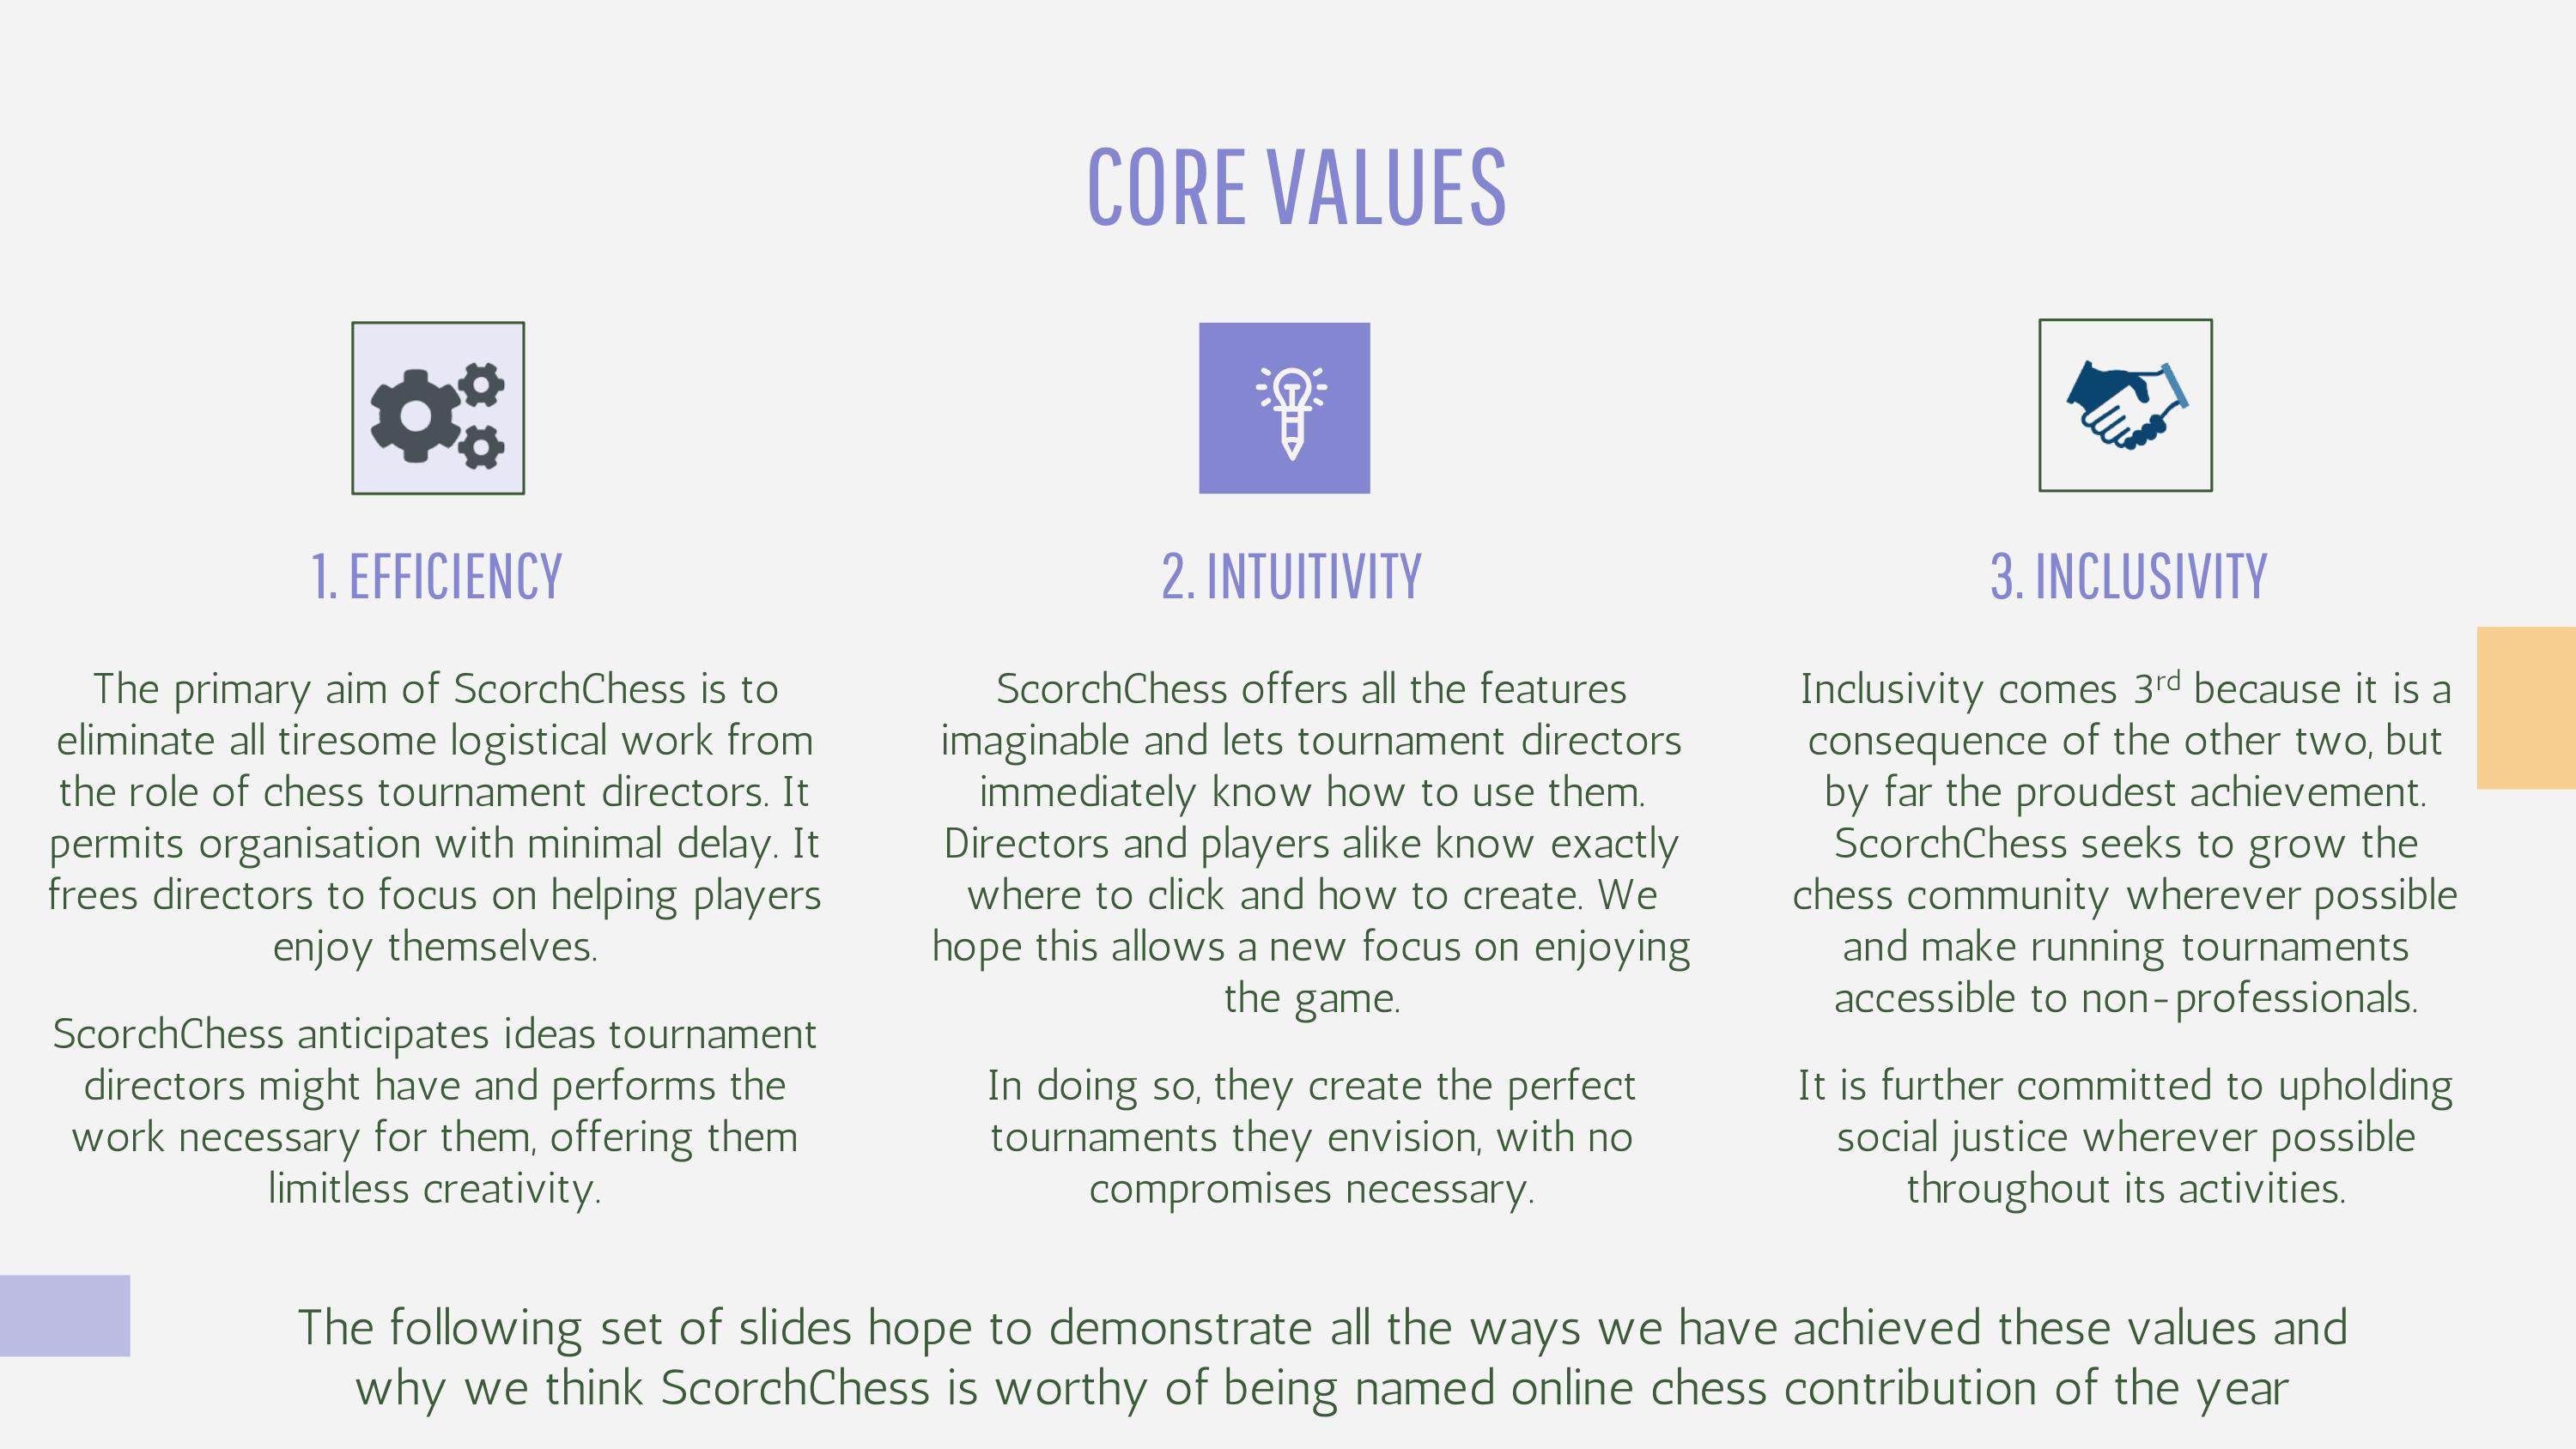 CORE VALUES
1. EFFICIENCY
The primary aim of ScorchChess is to
eliminate all tiresome logistical work from
the role of chess tournament directors. It
permits organisation with minimal delay. It
frees directors to focus on helping players
enjoy themselves.
ScorchChess anticipates ideas tournament
directors might have and performs the
work necessary for them, offering them
limitless creativity.
2. INTUITIVITY
ScorchChess offers all the features
imaginable and lets tournament directors
immediately know how to use them.
Directors and players alike know exactly
where to click and how to create. We
hope this allows a new focus on enjoying
the game.
In doing so, they create the perfect
tournaments they envision, with no
compromises necessary.
3. INCLUSIVITY
Inclusivity comes 3rd because it is a
consequence of the other two, but
by far the proudest achievement.
ScorchChess seeks to grow the
chess community wherever possible
and make running tournaments
accessible to non-professionals.
It is further committed to upholding
social justice wherever possible
throughout its activities.
The following set of slides hope to demonstrate all the ways we have achieved these values and
why we think ScorchChess is worthy of being named online chess contribution of the year